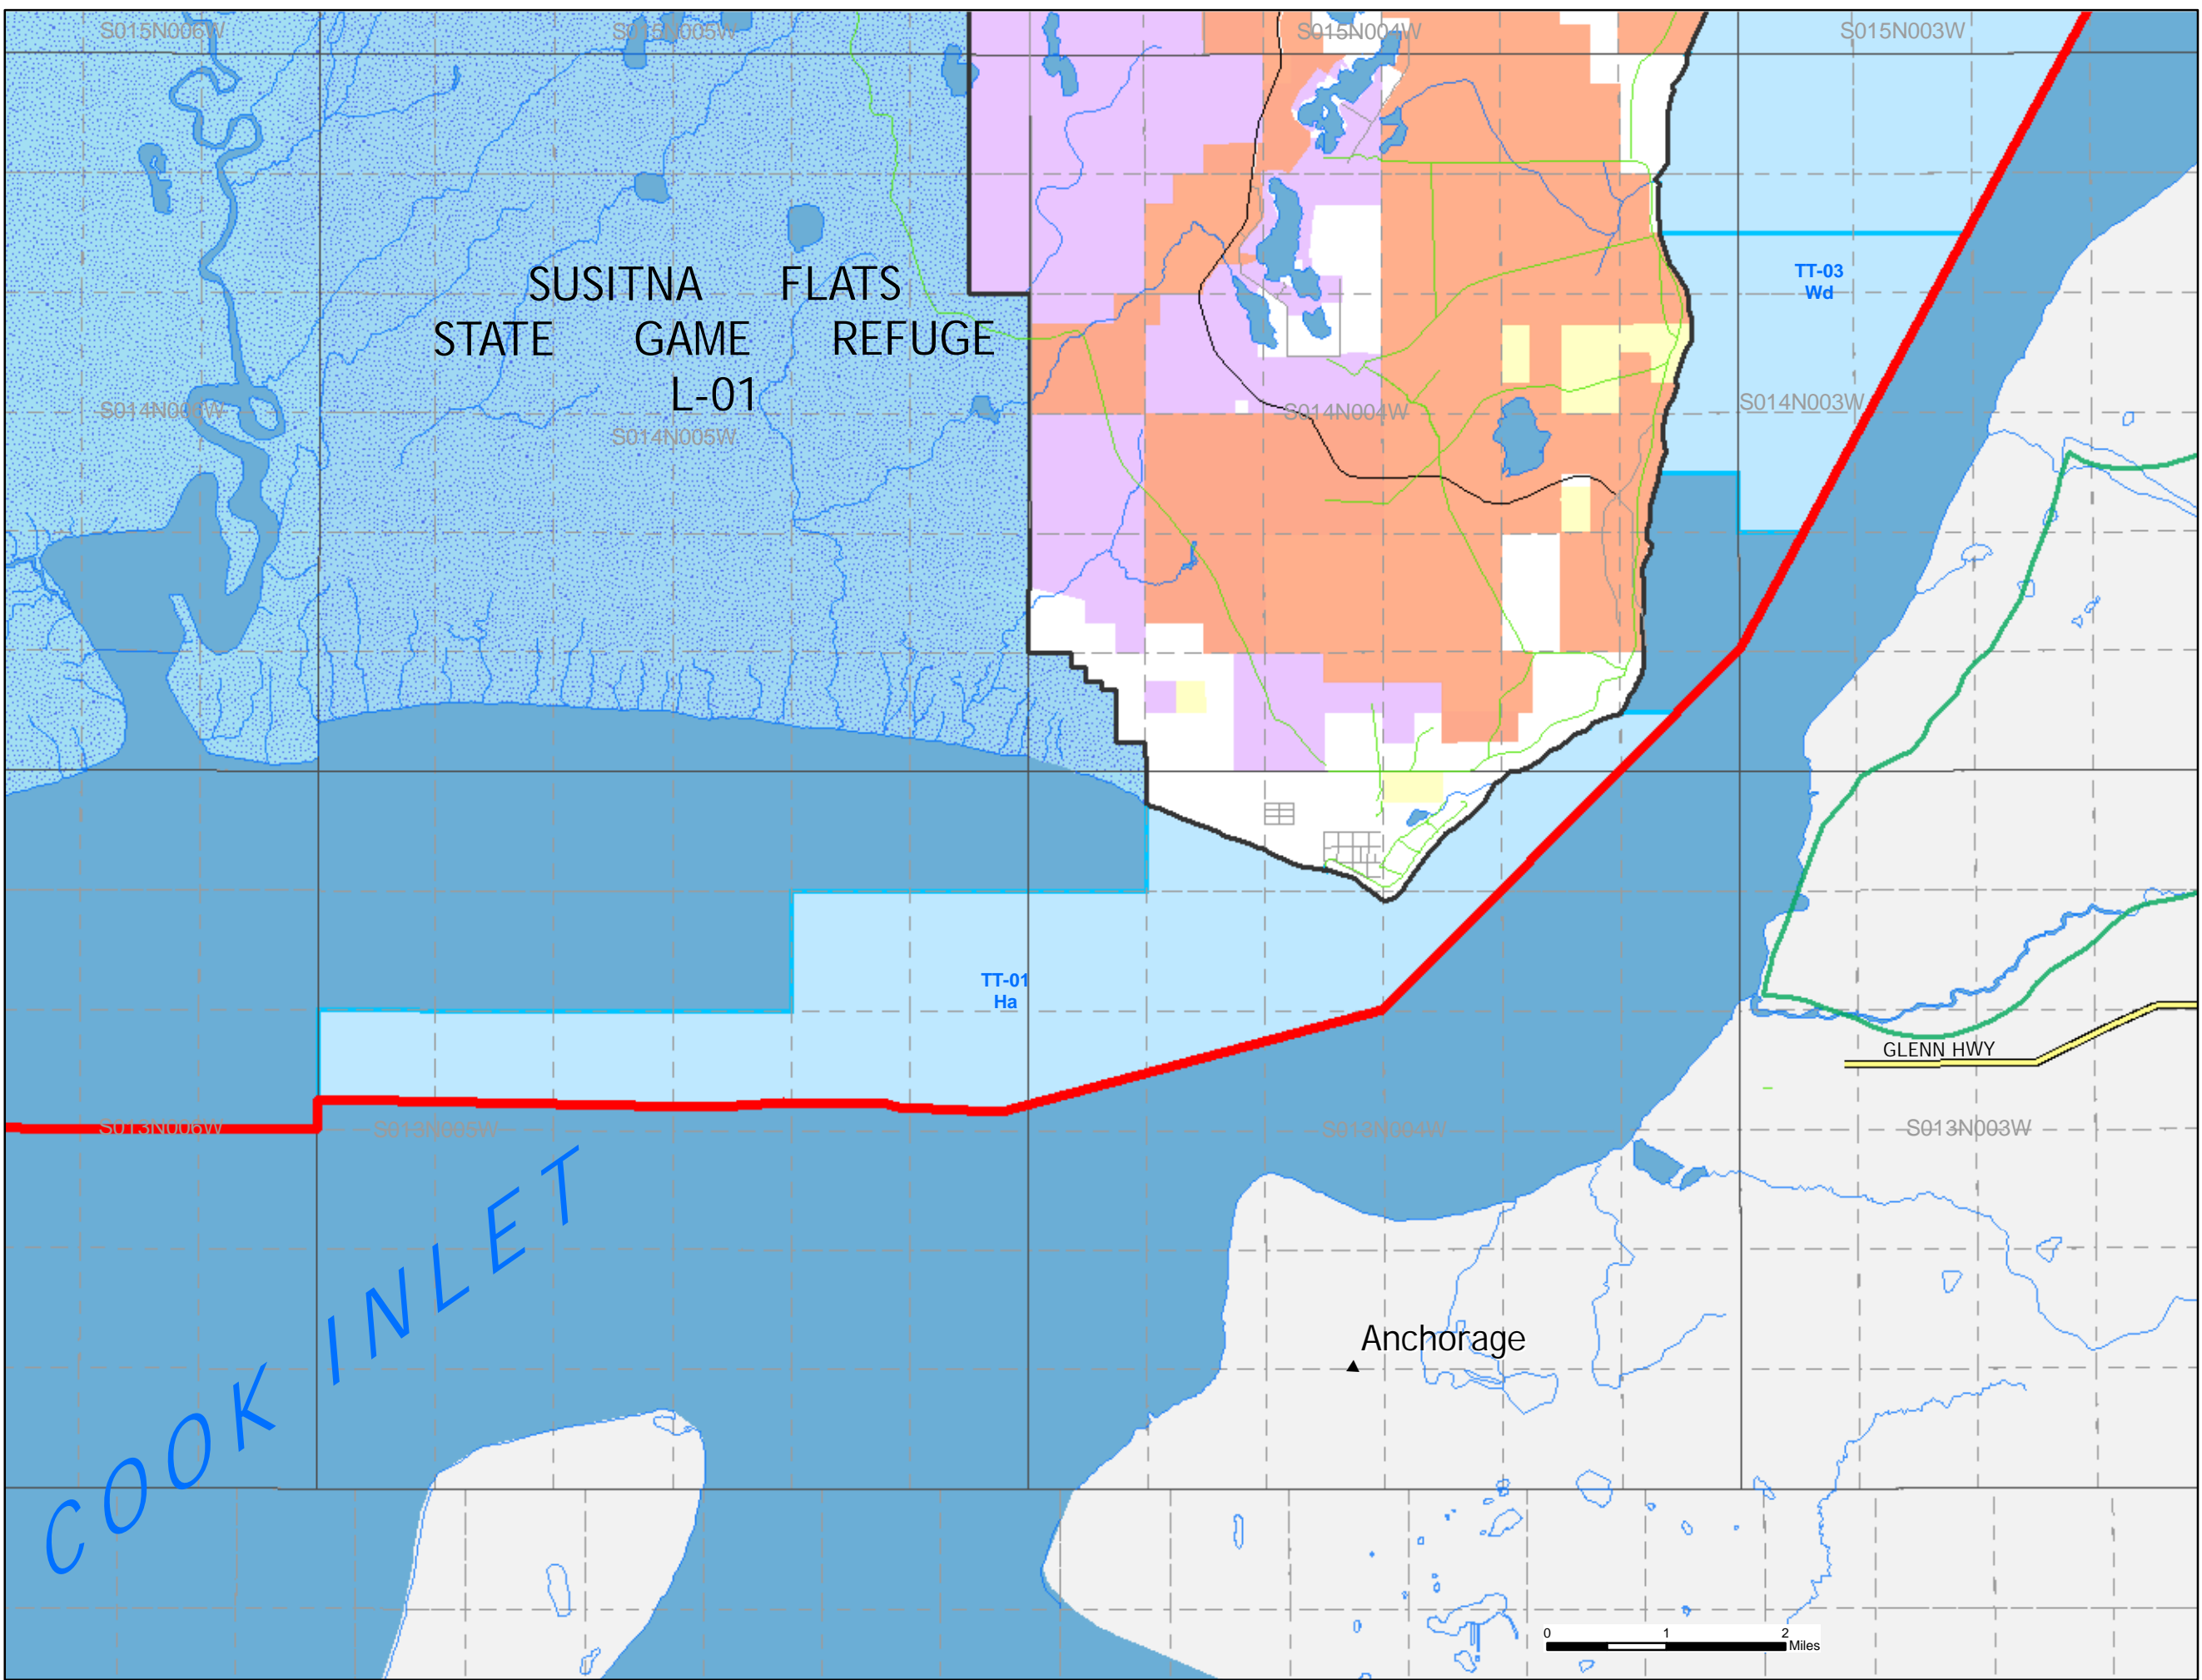 S015N006W
S015N005W
S015N004W
S015N003W
SUSITNA FLATS
STATE GAME REFUGE
L-01
TT-03
Wd
S014N006W
S014N005W
S014N004W
S014N003W
TT-01
Ha
GLENN HWY
S013N006W
S013N005W
S013N004W
S013N003W
COOK INLET
Anchorage
0 1 2
Miles